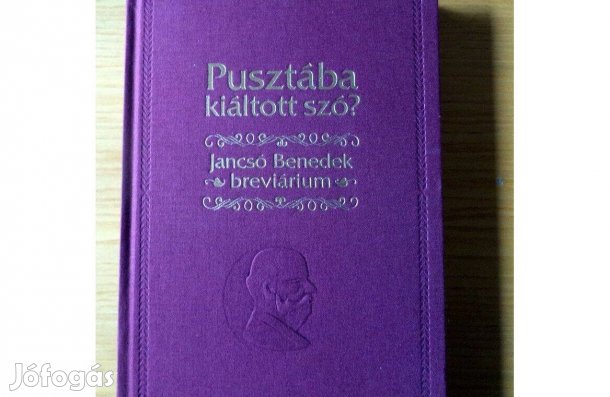 Pusztába
kiáltott szó?
Jancsó Benedek
breviárium
Jófogás